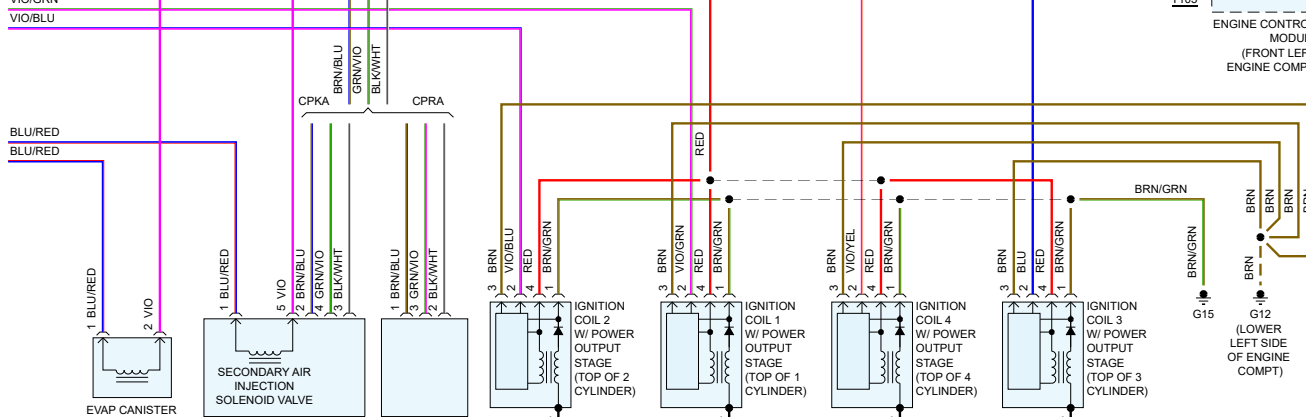 VIO/GRN
VIO/BLU
BRN/BLU
GRN/VIO
BLK/WHT
CPKA
CPRA
BLU/RED
BLU/RED
RED
ENGINE CONTRO
MODU
(FRONT LEF
ENGINE COMP
BRN/GRN
BRN
BRN
BRN
BRN
BRN
BRN/GRN
1 BLU/RED
2 VIO
1 BLU/RED
5 VIO
2 BRN/BLU
4 GRN/VIO
3 BLK/WHT
1 BRN/BLU
3 GRN/VIO
2 BLK/WHT
3 BRN
2 VIO/BLU
4 RED
1 BRN/GRN
3 BRN
2 VIO/GRN
4 RED
1 BRN/GRN
3 BRN
2 VIO/YEL
4 RED
1 BRN/GRN
3 BRN
2 BLU
4 RED
1 BRN/GRN
EVAP CANISTER
SECONDARY AIR
INJECTION
SOLENOID VALVE
IGNITION
COIL 2
W/ POWER
OUTPUT
STAGE
(TOP OF 2
CYLINDER)
IGNITION
COIL 1
W/ POWER
OUTPUT
STAGE
(TOP OF 1
CYLINDER)
IGNITION
COIL 4
W/ POWER
OUTPUT
STAGE
(TOP OF 4
CYLINDER)
IGNITION
COIL 3
W/ POWER
OUTPUT
STAGE
(TOP OF 3
CYLINDER)
G15
G12
(LOWER
LEFT SIDE
OF ENGINE
COMPT)